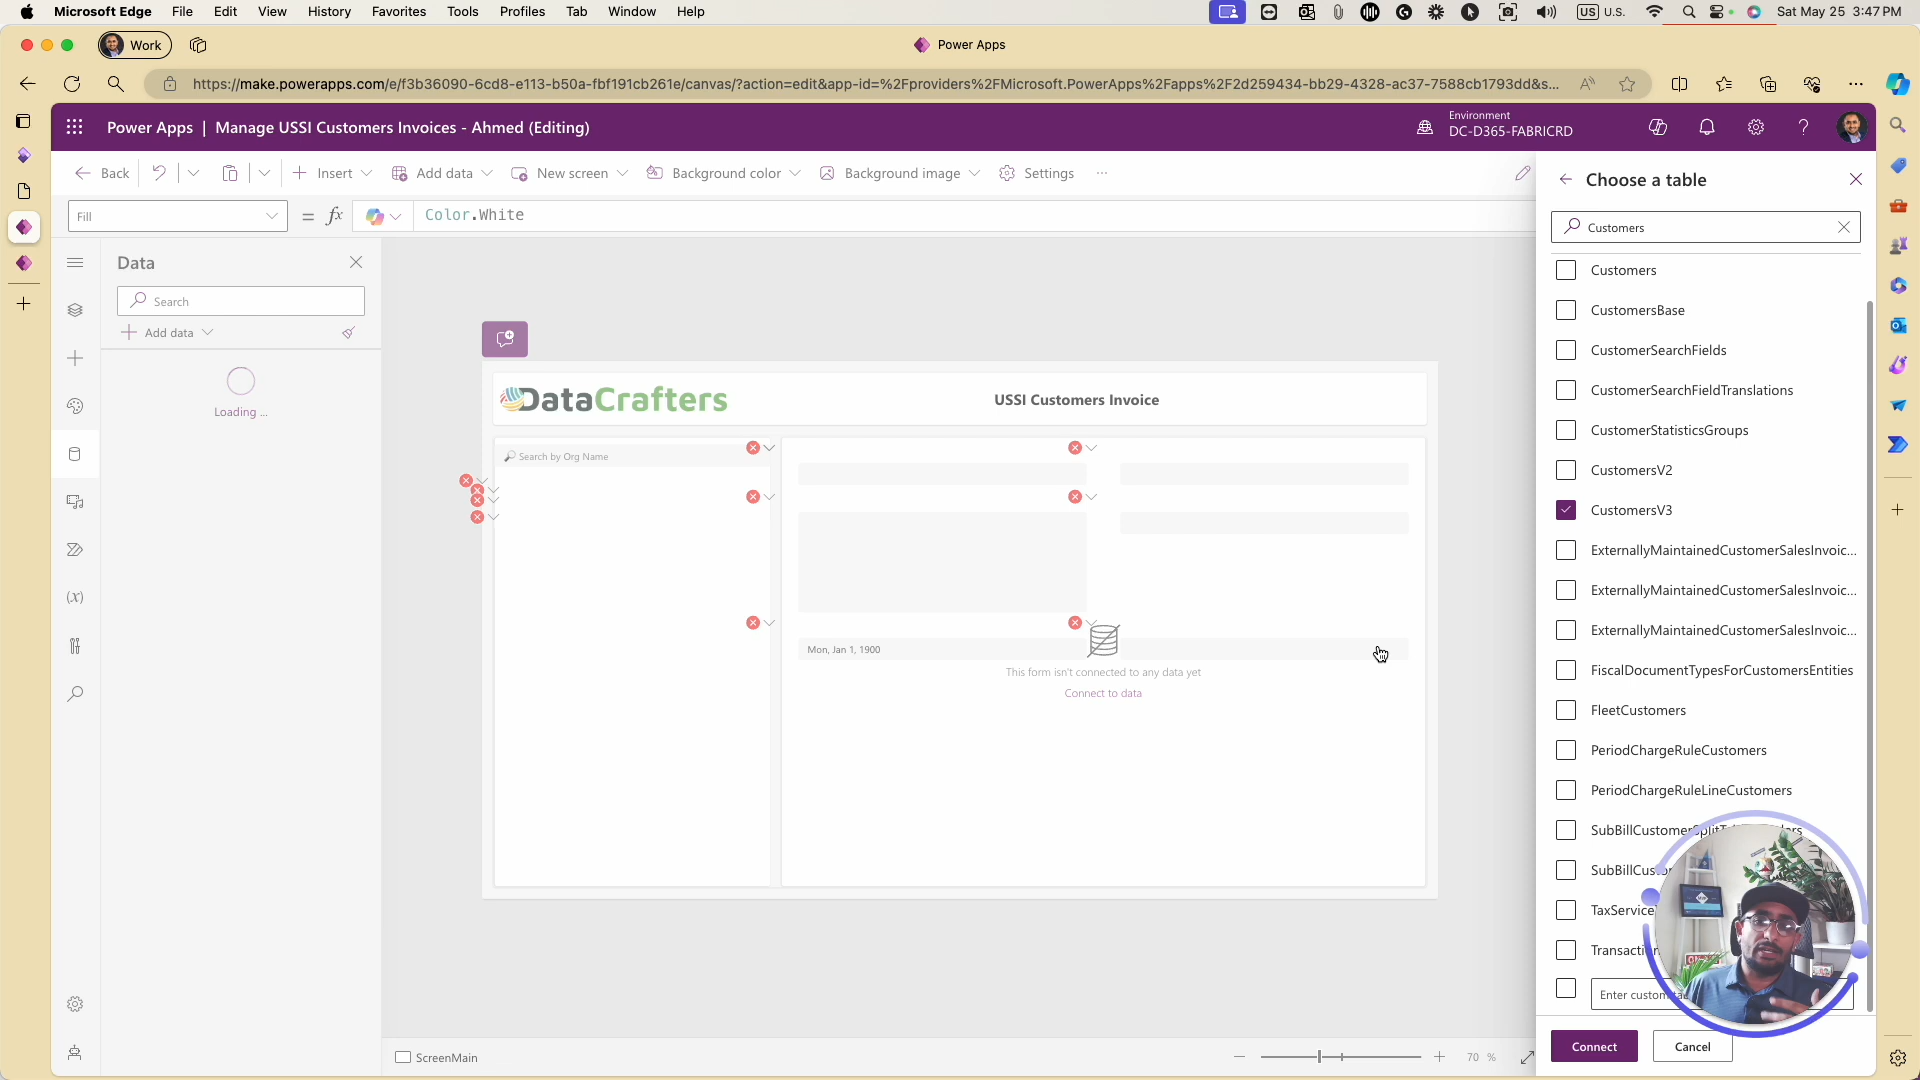 Microsoft Edge File Edit View History Favorites Tools Profiles Tab Window Help
US U.S. Sat May 25 3:47 PM
Work
Power Apps
https://make.powerapps.com/e/f3b36090-6cd8-e113-b50a-fbf191cb261e/canvas/?action=edit&app-id=%2Fproviders%2FMicrosoft.PowerApps%2Fapps%2F2d259434-bb29-4328-ac37-7588cb1793dd&s...
Power Apps | Manage USSI Customers Invoices - Ahmed (Editing)
Environment
DC-D365-FABRICRD
Back Insert Add data New screen Background color Background image Settings ...
Fill = fx Color.White
Data
Search
Add data
Loading ...
DataCrafters
USSI Customers Invoice
Search by Org Name
Mon, Jan 1, 1900
This form isn't connected to any data yet
Connect to data
ScreenMain
70 %
Choose a table
Customers
Customers
CustomersBase
CustomerSearchFields
CustomerSearchFieldTranslations
CustomerStatisticsGroups
CustomersV2
CustomersV3
ExternallyMaintainedCustomerSalesInvoic...
ExternallyMaintainedCustomerSalesInvoic...
ExternallyMaintainedCustomerSalesInvoic...
FiscalDocumentTypesForCustomersEntities
FleetCustomers
PeriodChargeRuleCustomers
PeriodChargeRuleLineCustomers
Enter custom
Connect
Cancel